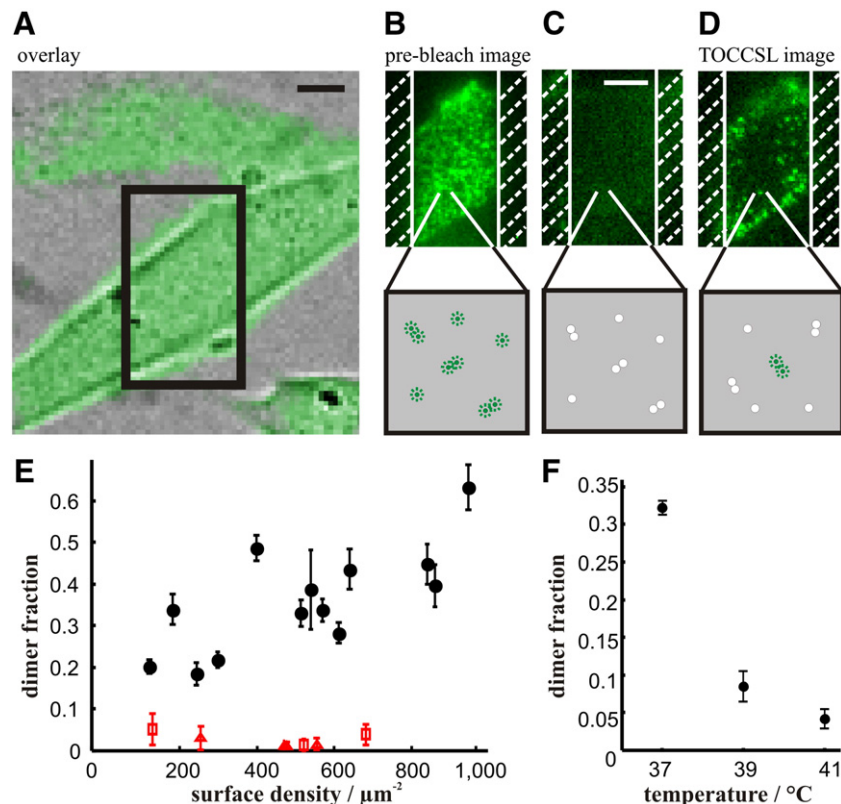 A
overlay
B
pre-bleach image
C
D
TOCCSL image
E
dimer fraction
0.6
0.5
0.4
0.3
0.2
0.1
0
0
200
400
600
800
1,000
surface density / µm⁻²
F
dimer fraction
0.35
0.3
0.25
0.2
0.15
0.1
0.05
0
37
39
41
temperature / °C